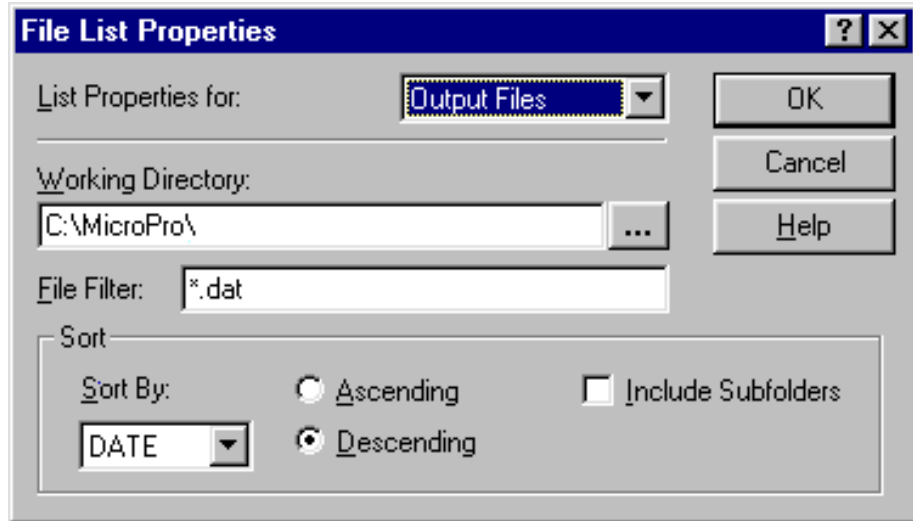 File List Properties
List Properties for: Output Files
OK
Cancel
Help
Working Directory:
C:\MicroPro\ ...
File Filter: *.dat
Sort
Sort By:
DATE
Ascending
Descending
Include Subfolders